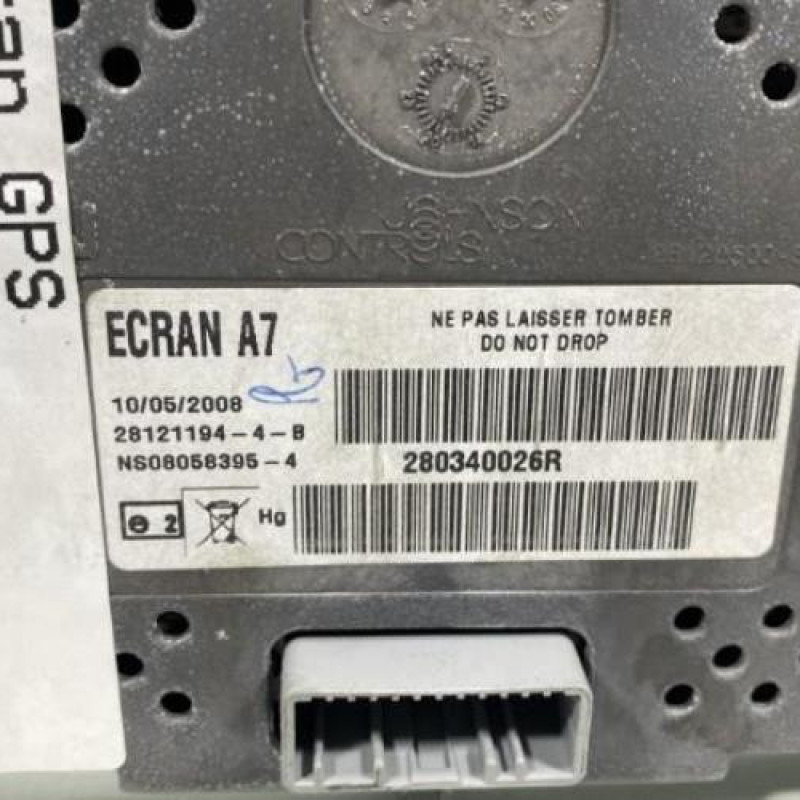 GPS
JOHNSON
CONTROLS
ECRAN A7
NE PAS LAISSER TOMBER
DO NOT DROP
10/05/2008
28121194-4-B
NS08058395-4
280340026R
2
Hg